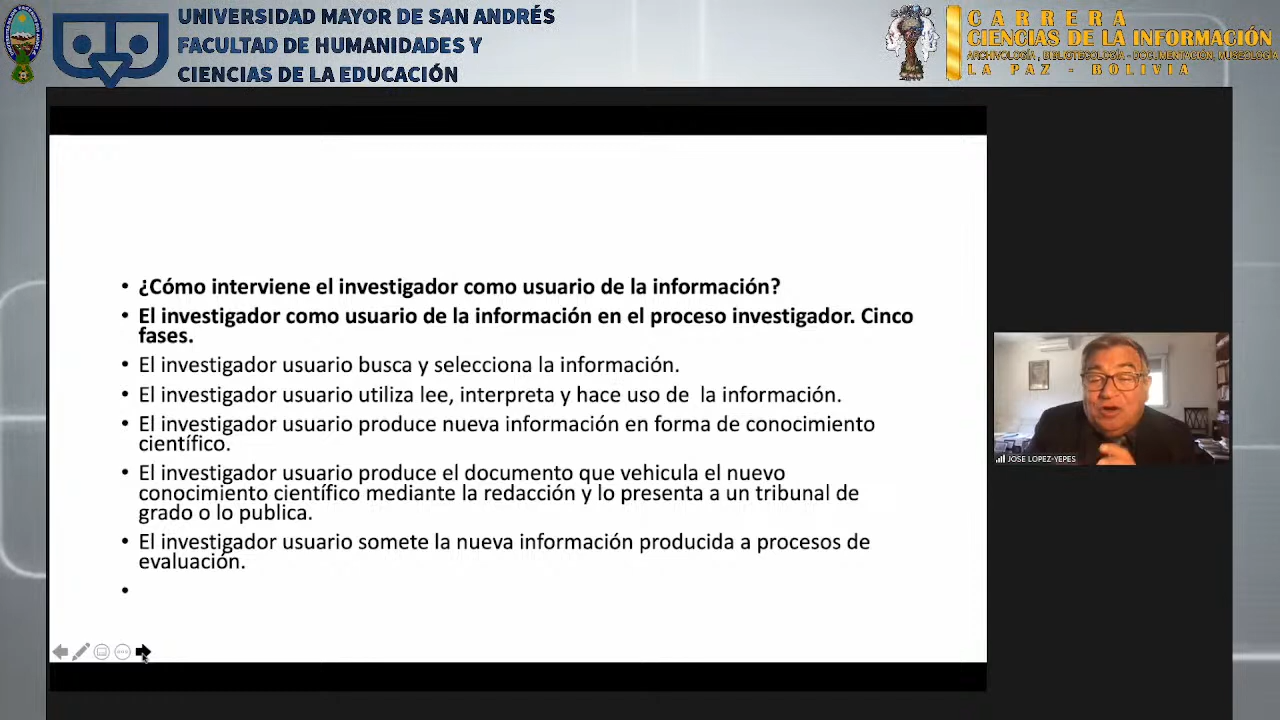 UNIVERSIDAD MAYOR DE SAN ANDRÉS
FACULTAD DE HUMANIDADES Y
CIENCIAS DE LA EDUCACIÓN
CARRERA
CIENCIAS DE LA INFORMACIÓN
ARCHIVOLOGÍA, BIBLIOTECOLOGÍA - DOCUMENTACIÓN, MUSEOLOGÍA
LA PAZ - BOLIVIA
• ¿Cómo interviene el investigador como usuario de la información?
• El investigador como usuario de la información en el proceso investigador. Cinco
fases.
• El investigador usuario busca y selecciona la información.
• El investigador usuario utiliza lee, interpreta y hace uso de la información.
• El investigador usuario produce nueva información en forma de conocimiento
científico.
• El investigador usuario produce el documento que vehicula el nuevo
conocimiento científico mediante la redacción y lo presenta a un tribunal de
grado o lo publica.
• El investigador usuario somete la nueva información producida a procesos de
evaluación.
•
JOSE LOPEZ-YEPES